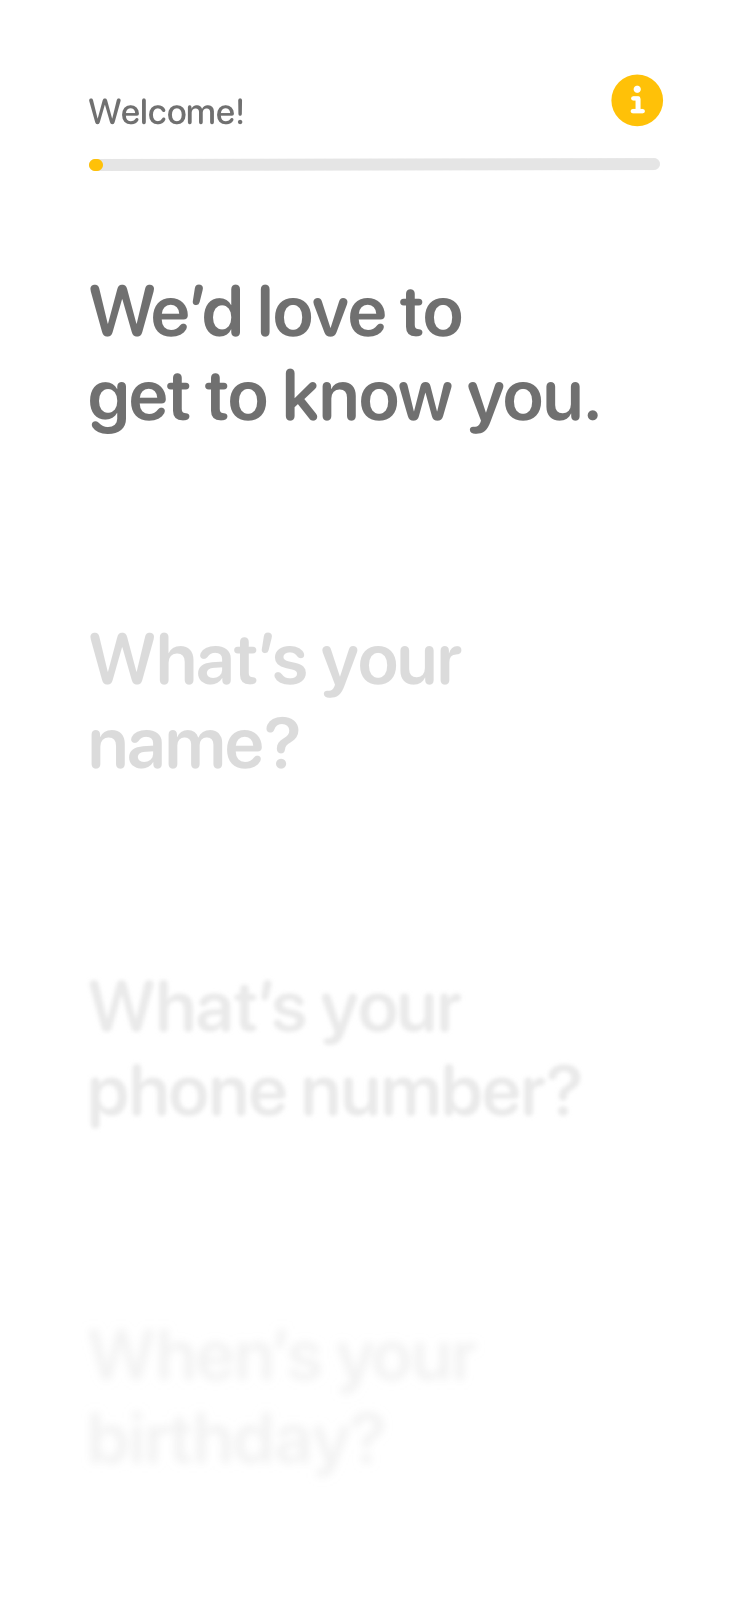 Welcome!
We’d love to
get to know you.
What’s your
name?
What’s your
phone number?
When’s your
birthday?